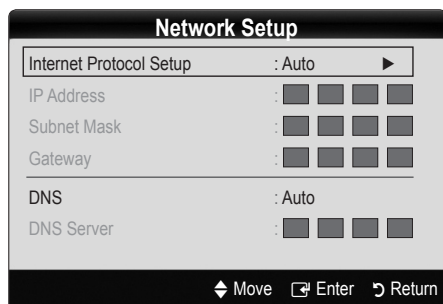 Network Setup
Internet Protocol Setup : Auto ▶
IP Address :
Subnet Mask :
Gateway :
DNS : Auto
DNS Server :
Move Enter Return